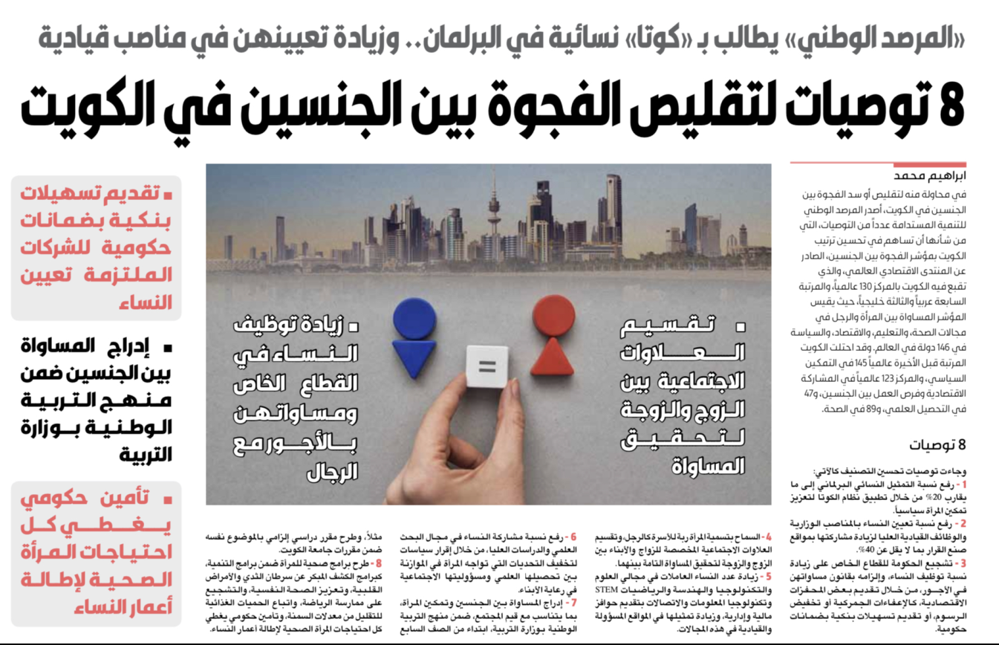 «المرصد الوطني» يطالب بـ «كوتا» نسائية في البرلمان.. وزيادة تعيينهن في مناصب قيادية
8 توصيات لتقليص الفجوة بين الجنسين في الكويت
ابراهيم محمد
في محاولة منه لتقليص أو سد الفجوة بين
الجنسين في الكويت، أصدر المرصد الوطني
للتنمية المستدامة عدداً من التوصيات، التي
من شأنها أن تساهم في تحسين ترتيب
الكويت بمؤشر الفجوة بين الجنسين، الصادر
عن المنتدى الاقتصادي العالمي، والذي
تقبع فيه الكويت بالمركز 130 عالمياً، والمرتبة
السابعة عربياً والثالثة خليجياً، حيث يقيس
المؤشر المساواة بين المرأة والرجل في
مجالات الصحة، والتعليم، والاقتصاد، والسياسة
في 146 دولة في العالم. وقد احتلت الكويت
المرتبة قبل الأخيرة عالمياً 145 في التمكين
السياسي، والمركز 123 عالمياً في المشاركة
الاقتصادية وفرص العمل بين الجنسين، و47
في التحصيل العلمي، و89 في الصحة.
8 توصيات
وجاءت توصيات تحسين التصنيف كالآتي:
1 - رفع نسبة التمثيل النسائي البرلماني إلى ما
يقارب 20% من خلال تطبيق نظام الكوتا لتعزيز
تمكين المرأة سياسياً.
2 - رفع نسبة تعيين النساء بالمناصب الوزارية
والوظائف القيادية العليا لزيادة مشاركتها بمواقع
صنع القرار بما لا يقل عن 40%.
3 - تشجيع الحكومة للقطاع الخاص على زيادة
نسبة توظيف النساء، وإلزامه بقانون مساواتهن
في الأجور، من خلال تقديم بعض المحفزات
الاقتصادية، كالإعفاءات الجمركية أو تخفيض
الرسوم، أو تقديم تسهيلات بنكية بضمانات
حكومية.
4 - السماح بتسمية المرأة ربة للأسرة كالرجل، وتقسيم
العلاوات الاجتماعية المخصصة للزواج والأبناء بين
الزوج والزوجة لتحقيق المساواة التامة بينهما.
5 - زيادة عدد النساء العاملات في مجالي العلوم
والتكنولوجيا والهندسة والرياضيات STEM
وتكنولوجيا المعلومات والاتصالات بتقديم حوافز
مالية وإدارية، وزيادة تمثيلها في المواقع المسؤولة
والقيادية في هذه المجالات.
6 - رفع نسبة مشاركة النساء في مجال البحث
العلمي والدراسات العليا، من خلال إقرار سياسات
لتخفيف التحديات التي تواجه المرأة في الموازنة
بين تحصيلها العلمي ومسؤوليتها الاجتماعية
في رعاية الأبناء.
7 - إدراج المساواة بين الجنسين وتمكين المرأة،
بما يتناسب مع قيم المجتمع، ضمن منهج التربية
الوطنية بوزارة التربية، ابتداء من الصف السابع
مثلاً، وطرح مقرر دراسي إلزامي بالموضوع نفسه
ضمن مقررات جامعة الكويت.
8 - طرح برامج صحية للمرأة ضمن برامج التنمية،
كبرامج الكشف المبكر عن سرطان الثدي والأمراض
القلبية، وتعزيز الصحة النفسية، والتشجيع
على ممارسة الرياضة، واتباع الحميات الغذائية
للتقليل من معدلات السمنة، وتأمين حكومي يغطي
كل احتياجات المرأة الصحية لإطالة أعمار النساء.
▪ تقسيم
العلاوات
الاجتماعية بين
الزوج والزوجة
لتحقيق
المساواة
=
▪ زيادة توظيف
النساء في
القطاع الخاص
ومساواتهن
بالأجور مع
الرجال
▪ تقديم تسهيلات
بنكية بضمانات
حكومية للشركات
الملتزمة تعيين
النساء
▪ إدراج المساواة
بين الجنسين ضمن
منهج التربية
الوطنية بوزارة
التربية
▪ تأمين حكومي
يغطي كل
احتياجات المرأة
الصحية لإطالة
أعمار النساء